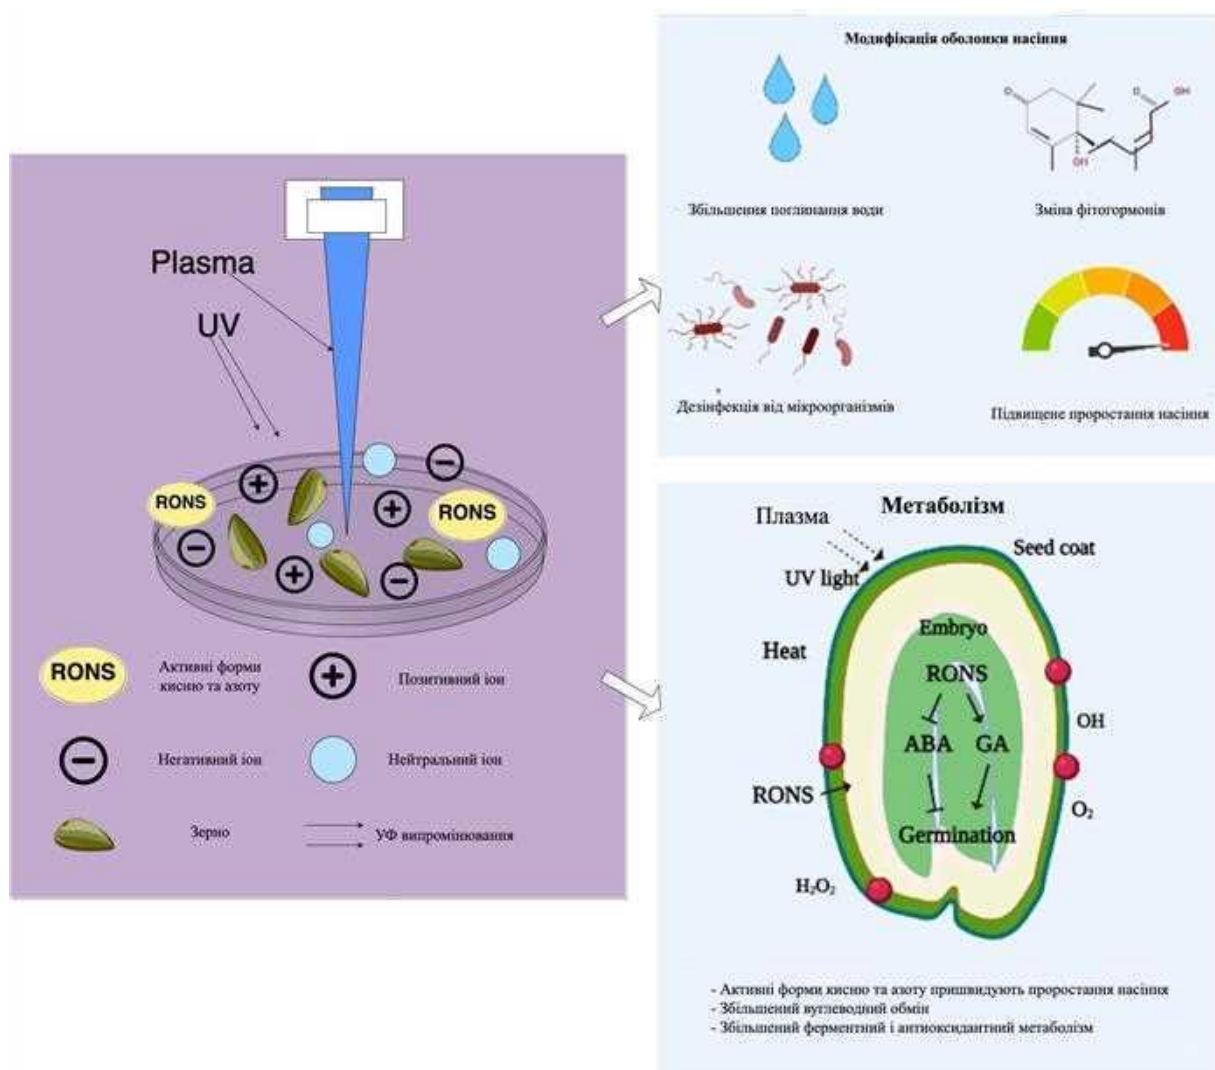 Plasma
UV
RONS
RONS
RONS
Активні форми
кисню та азоту
Позитивний іон
Негативний іон
Нейтральний іон
Зерно
УФ випромінювання
Модифікація оболонки насіння
O
O
OH
OH
Збільшення поглинання води
Зміна фітогормонів
Дезінфекція від мікроорганізмів
Підвищене проростання насіння
Метаболізм
Плазма
Seed coat
UV light
Embryo
Heat
RONS
OH
ABA GA
RONS
O₂
Germination
H₂O₂
- Активні форми кисню та азоту пришвидують проростання насіння
- Збільшений вуглеводний обмін
- Збільшений ферментний і антиоксидантний метаболізм